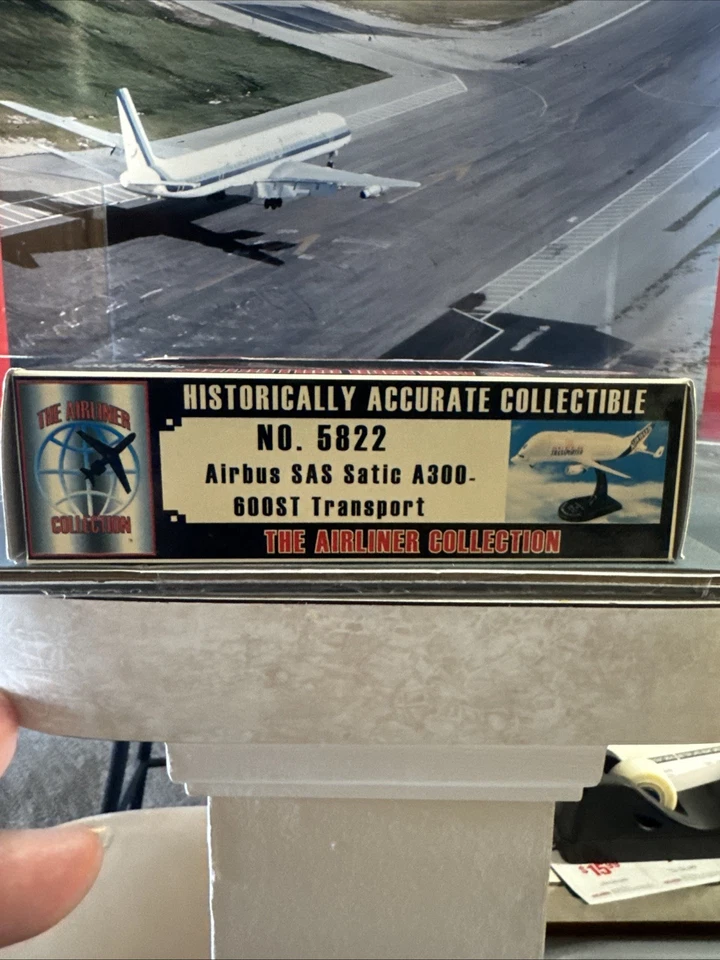 HISTORICALLY ACCURATE COLLECTIBLE
THE AIRLINER
COLLECTION
NO. 5822
Airbus SAS Satic A300-
600ST Transport
THE AIRLINER COLLECTION